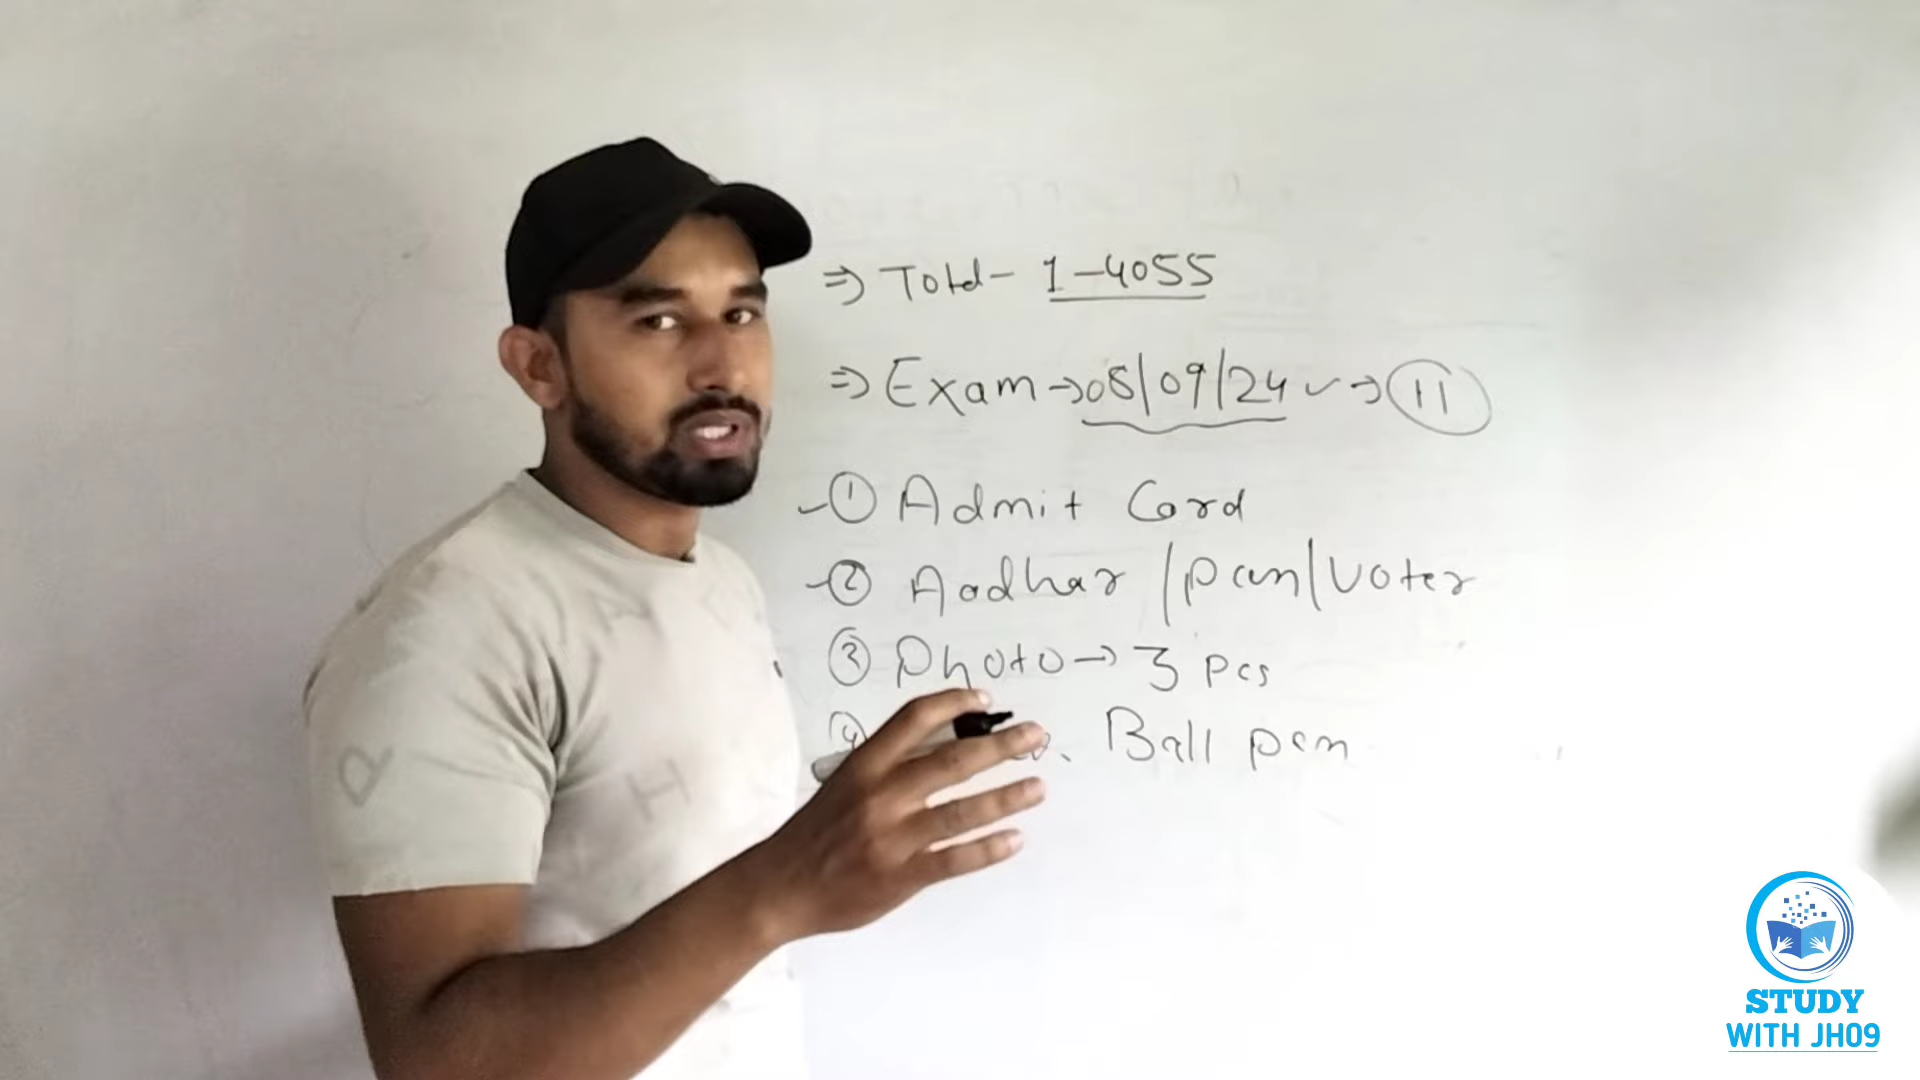 ⇒ Total - 1-4055
⇒ Exam → 08/09/24 ✓ → 11
① Admit Card
② Aadhar / Pan / Voter
③ Photo → 3 pcs
④ Ball pen
R
H
STUDY
WITH JH09